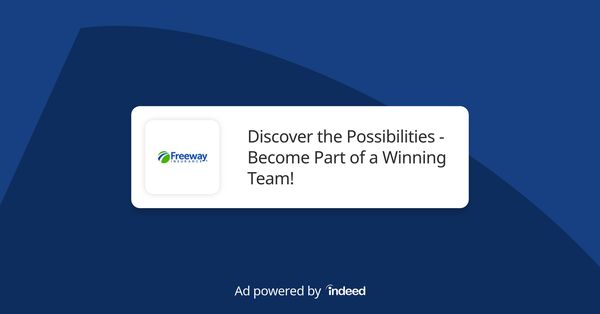 Freeway
INSURANCE
Discover the Possibilities -
Become Part of a Winning
Team!
Ad powered by indeed